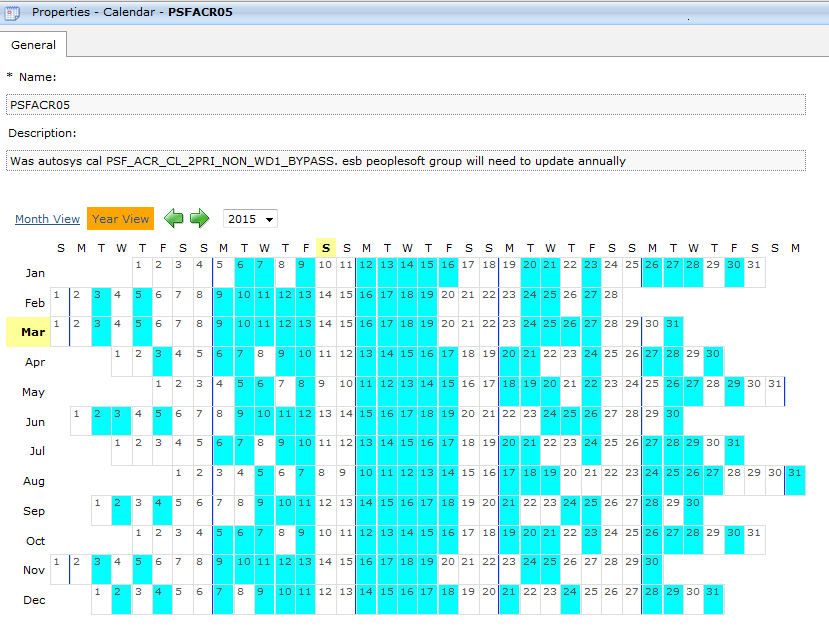 Properties - Calendar - PSFACR05
General
* Name:
PSFACR05
Description:
Was autosys cal PSF_ACR_CL_2PRI_NON_WD1_BYPASS. esb peoplesoft group will need to update annually
Month View Year View 2015
S M T W T F S S M T W T F S S M T W T F S S M T W T F S S M T W T F S S M
Jan 1 2 3 4 5 6 7 8 9 10 11 12 13 14 15 16 17 18 19 20 21 22 23 24 25 26 27 28 29 30 31
Feb 1 2 3 4 5 6 7 8 9 10 11 12 13 14 15 16 17 18 19 20 21 22 23 24 25 26 27 28
Mar 1 2 3 4 5 6 7 8 9 10 11 12 13 14 15 16 17 18 19 20 21 22 23 24 25 26 27 28 29 30 31
Apr 1 2 3 4 5 6 7 8 9 10 11 12 13 14 15 16 17 18 19 20 21 22 23 24 25 26 27 28 29 30
May 1 2 3 4 5 6 7 8 9 10 11 12 13 14 15 16 17 18 19 20 21 22 23 24 25 26 27 28 29 30 31
Jun 1 2 3 4 5 6 7 8 9 10 11 12 13 14 15 16 17 18 19 20 21 22 23 24 25 26 27 28 29 30
Jul 1 2 3 4 5 6 7 8 9 10 11 12 13 14 15 16 17 18 19 20 21 22 23 24 25 26 27 28 29 30 31
Aug 1 2 3 4 5 6 7 8 9 10 11 12 13 14 15 16 17 18 19 20 21 22 23 24 25 26 27 28 29 30 31
Sep 1 2 3 4 5 6 7 8 9 10 11 12 13 14 15 16 17 18 19 20 21 22 23 24 25 26 27 28 29 30
Oct 1 2 3 4 5 6 7 8 9 10 11 12 13 14 15 16 17 18 19 20 21 22 23 24 25 26 27 28 29 30 31
Nov 1 2 3 4 5 6 7 8 9 10 11 12 13 14 15 16 17 18 19 20 21 22 23 24 25 26 27 28 29 30
Dec 1 2 3 4 5 6 7 8 9 10 11 12 13 14 15 16 17 18 19 20 21 22 23 24 25 26 27 28 29 30 31